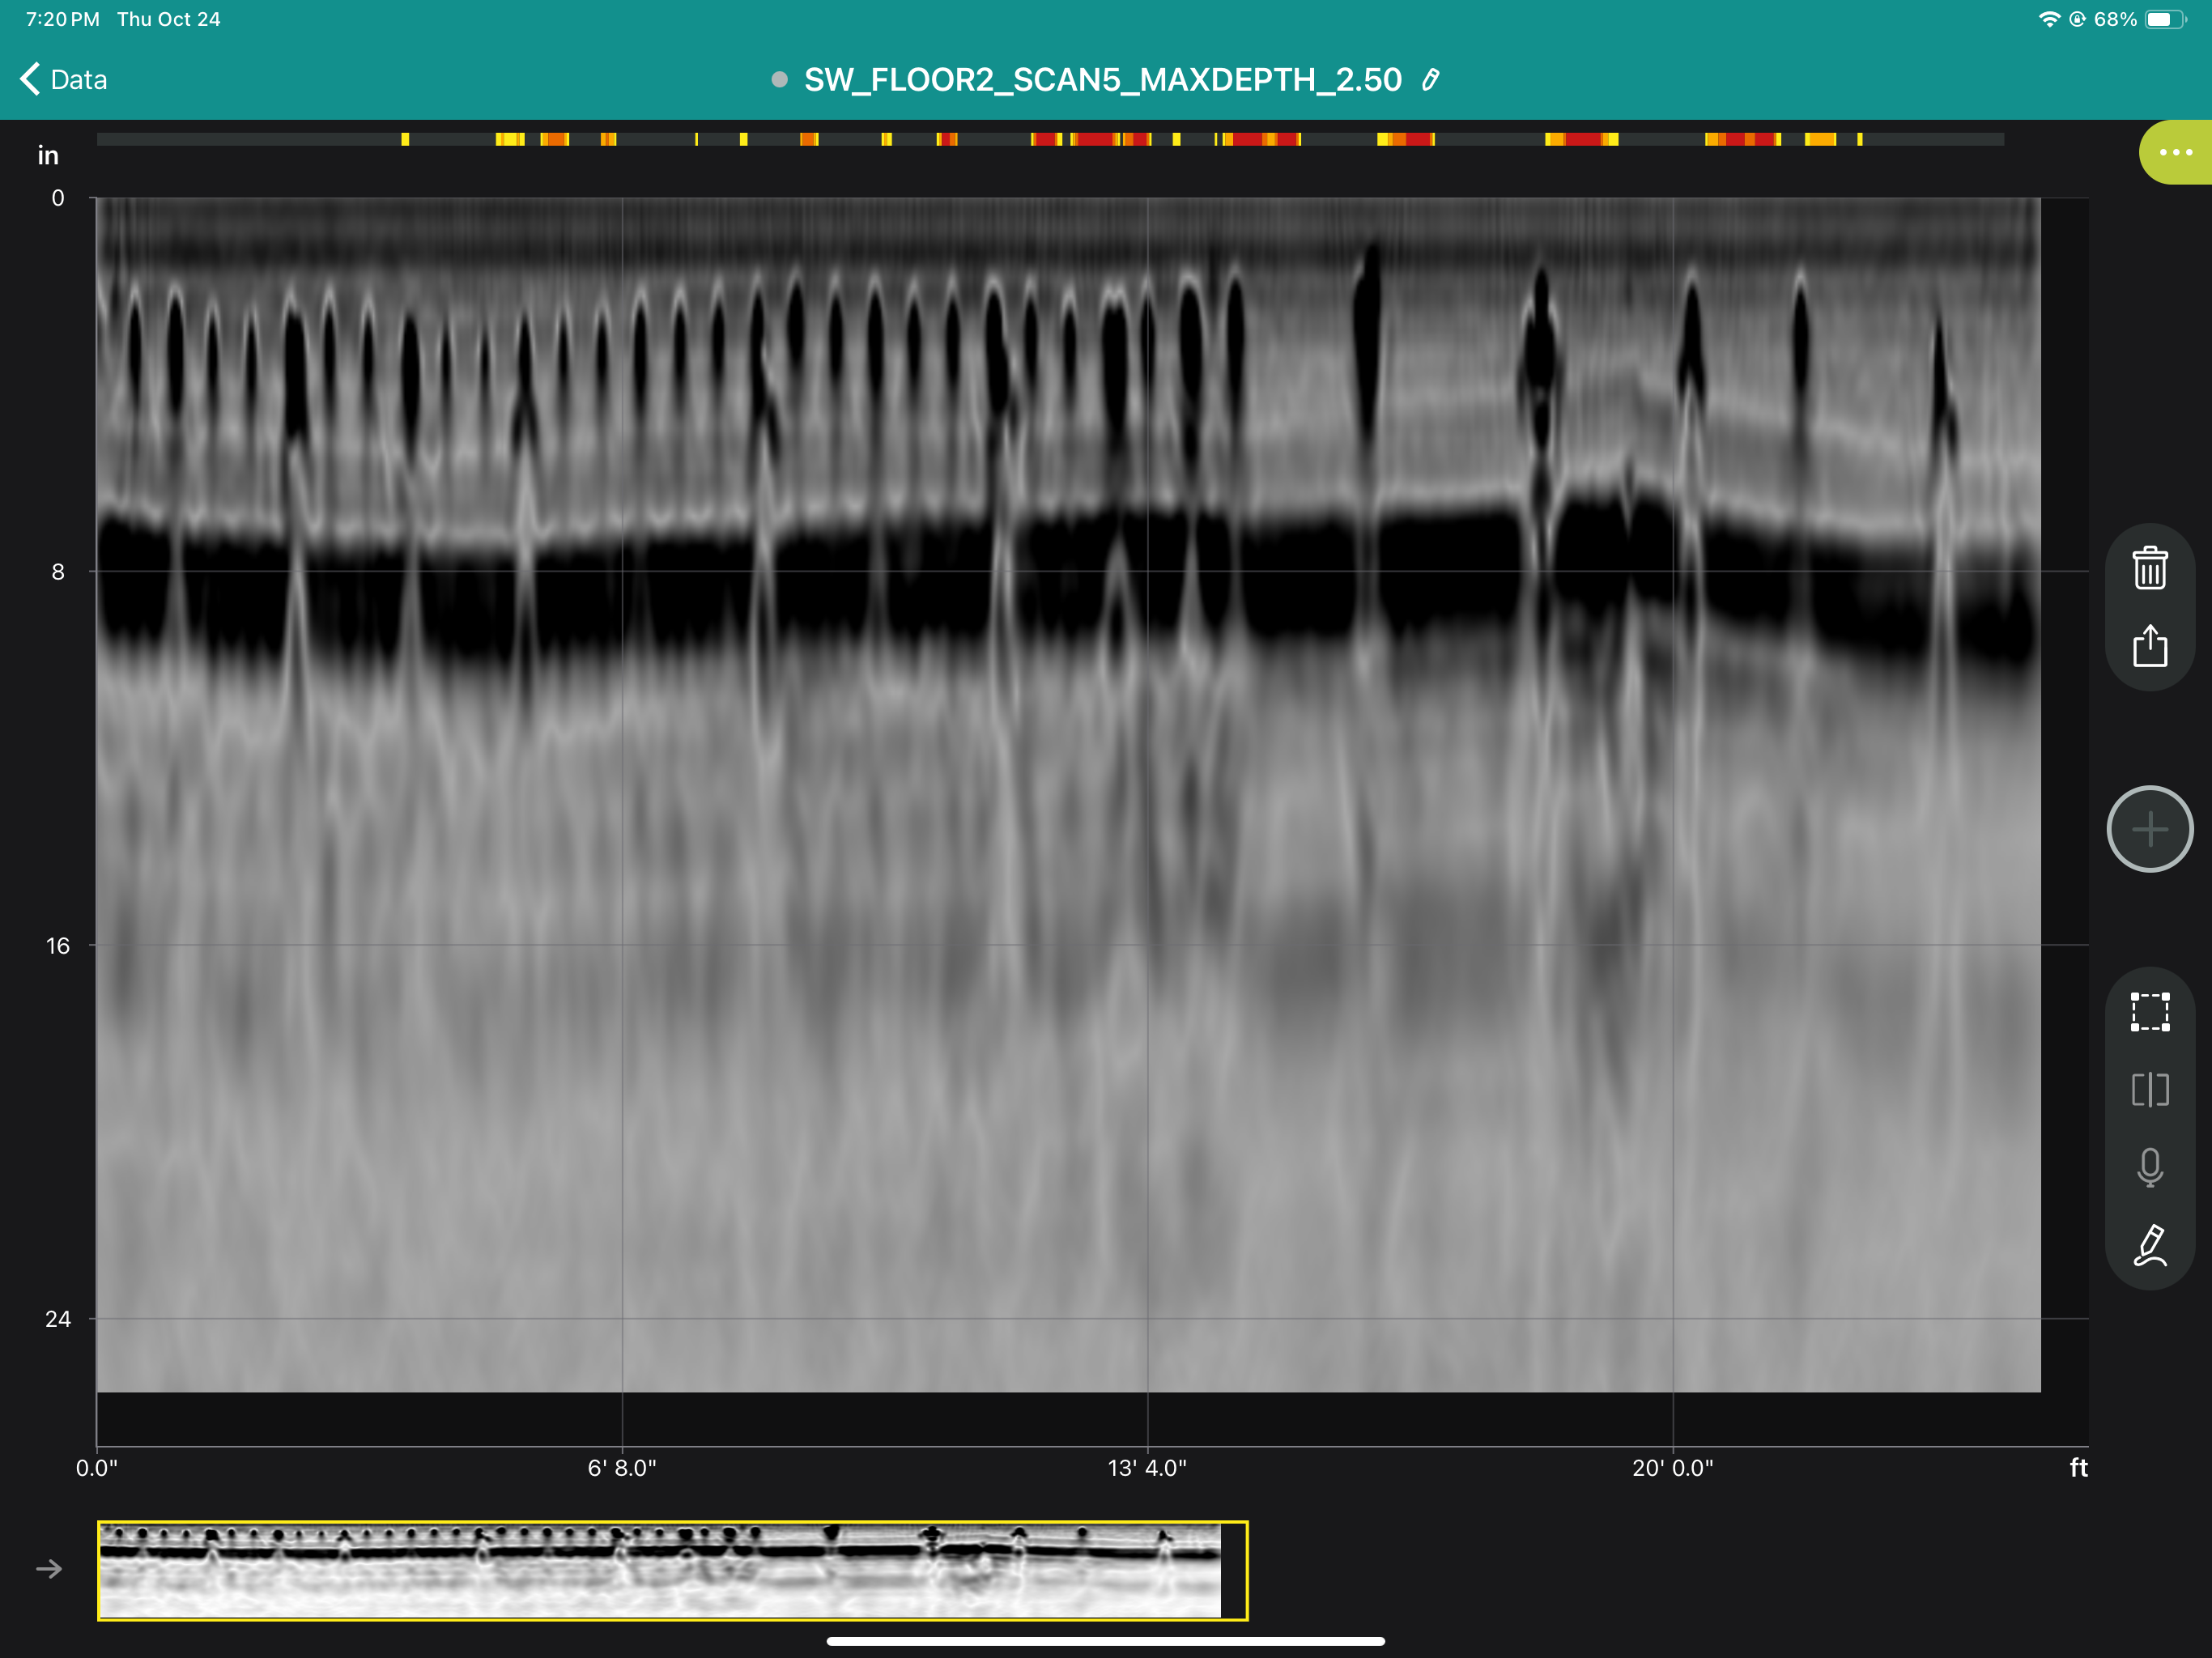 7:20 PM Thu Oct 24
68%
Data
SW_FLOOR2_SCAN5_MAXDEPTH_2.50
in
0
8
16
24
0.0" 6' 8.0" 13' 4.0" 20' 0.0" ft